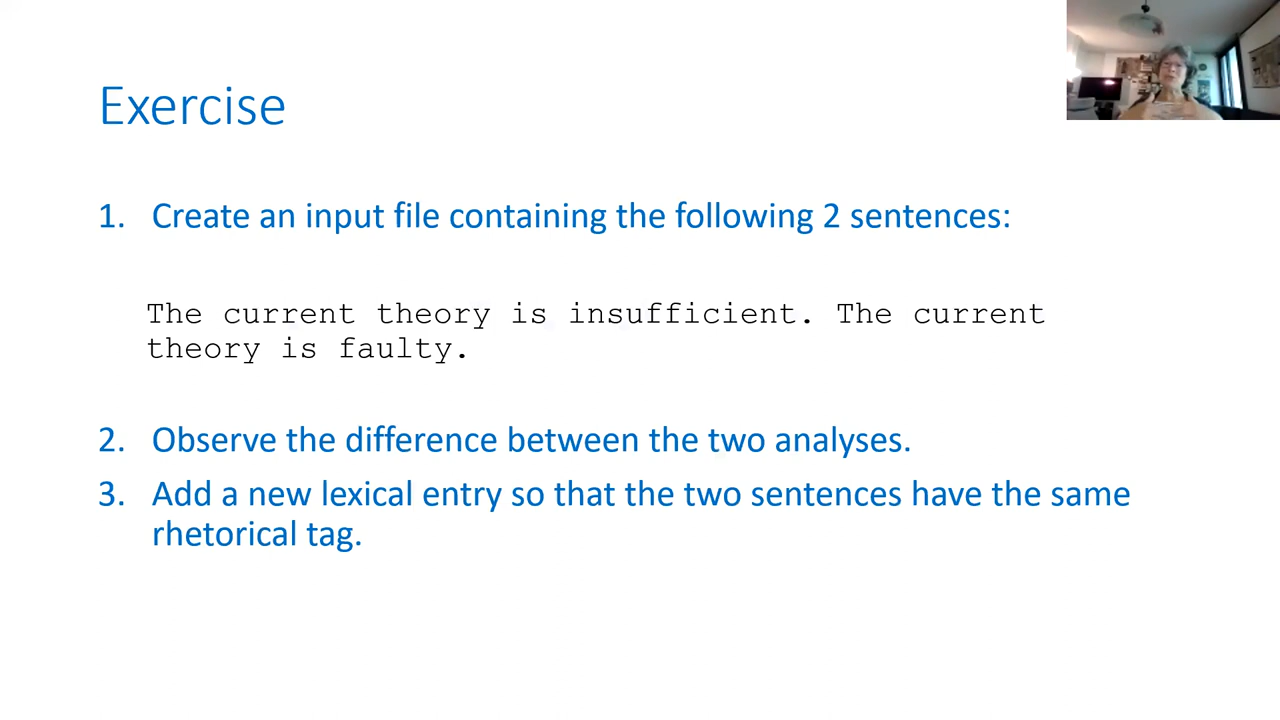 Exercise
1. Create an input file containing the following 2 sentences:
The current theory is insufficient. The current
theory is faulty.
2. Observe the difference between the two analyses.
3. Add a new lexical entry so that the two sentences have the same
rhetorical tag.